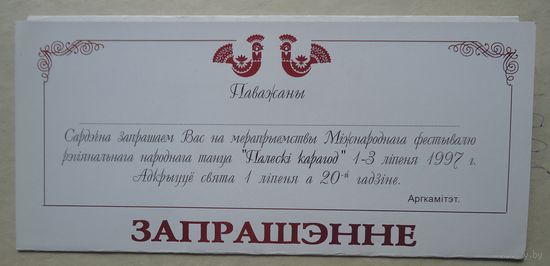 Паважаны
Сардэчна запрашаем Вас на мерапрыемствы Міжнароднага фестывалю
рэгіянальнага народнага танца "Палескі карагод" 1-3 ліпеня 1997 г.
Адкрыццё свята 1 ліпеня а 20-й гадзіне.
Аргкамітэт.
ЗАПРАШЭННЕ